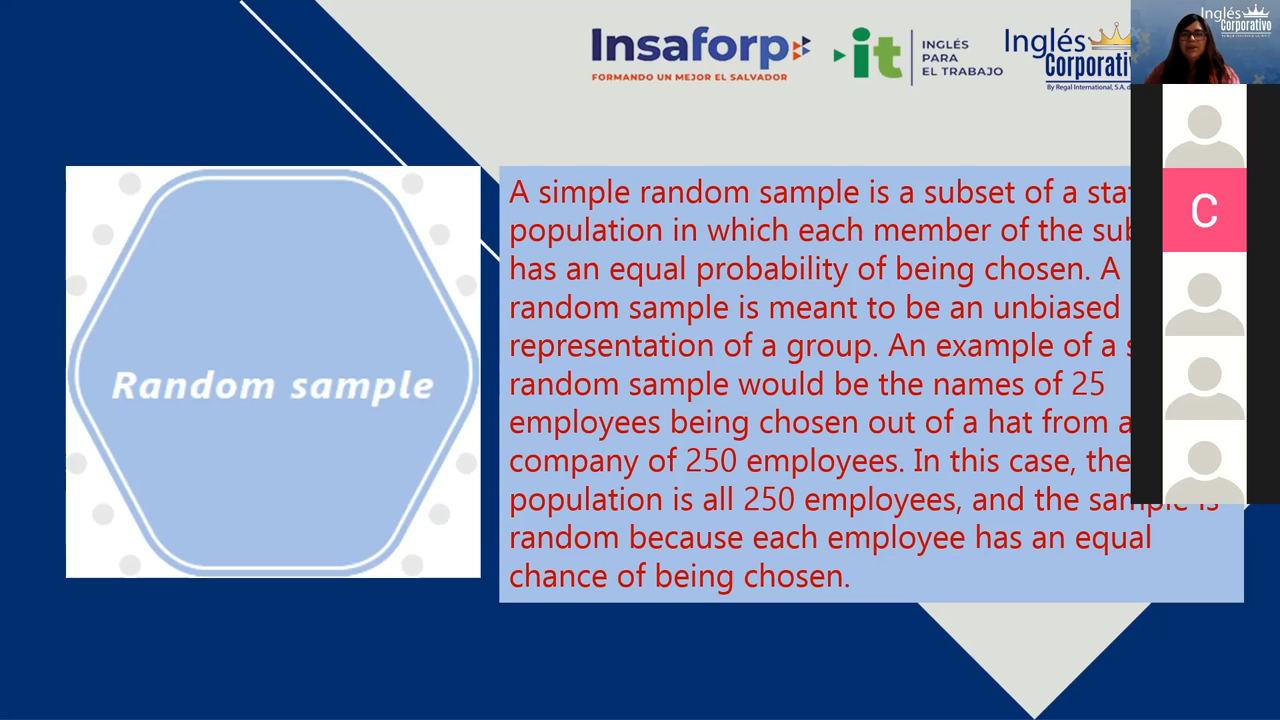 Insaforp
FORMANDO UN MEJOR EL SALVADOR
it
INGLÉS
PARA
EL TRABAJO
Inglés
Corporativ
By Regal International, S.A. d
Inglés
Corporativo
C
Random sample
A simple random sample is a subset of a
population in which each member of the
has an equal probability of being chosen. A
random sample is meant to be an unbiased
representation of a group. An example of a
random sample would be the names of 25
employees being chosen out of a hat from a
company of 250 employees. In this case, the
population is all 250 employees, and the sample is
random because each employee has an equal
chance of being chosen.